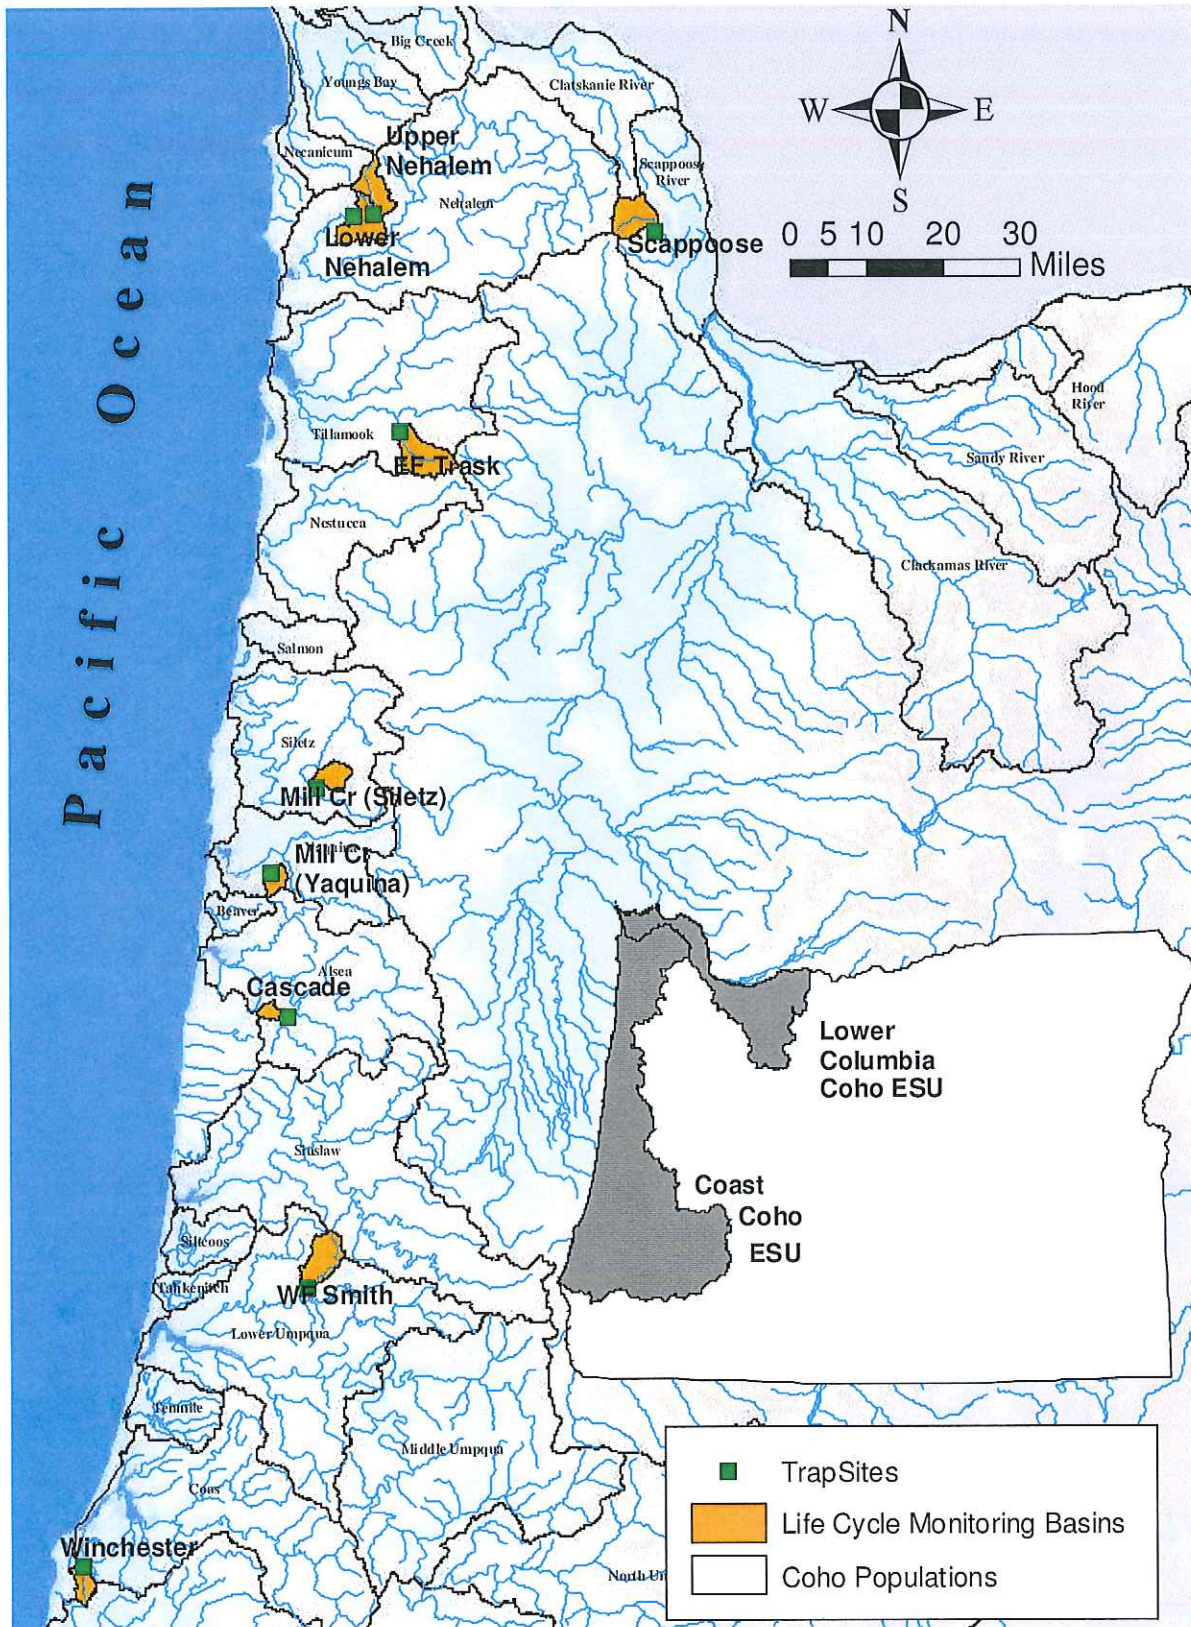 Big Creek
Youngs Bay
Clatskanie River
N
W
E
S
Upper
Nehalem
Necanicum
Scappoose
River
Nehalem
Lower
Nehalem
Scappoose
0 5 10 20 30
Miles
Pacific Ocean
Hood
River
Tillamook
EF Trask
Sandy River
Nestucca
Clackamas River
Salmon
Siletz
Mill Cr (Siletz)
Mill Cr
(Yaquina)
Beaver
Alsea
Cascade
Lower
Columbia
Coho ESU
Siuslaw
Coast
Coho
ESU
Siltcoos
Tahkenitch
WF Smith
Lower Umpqua
Tenmile
Middle Umpqua
Coos
Winchester
North Um
TrapSites
Life Cycle Monitoring Basins
Coho Populations